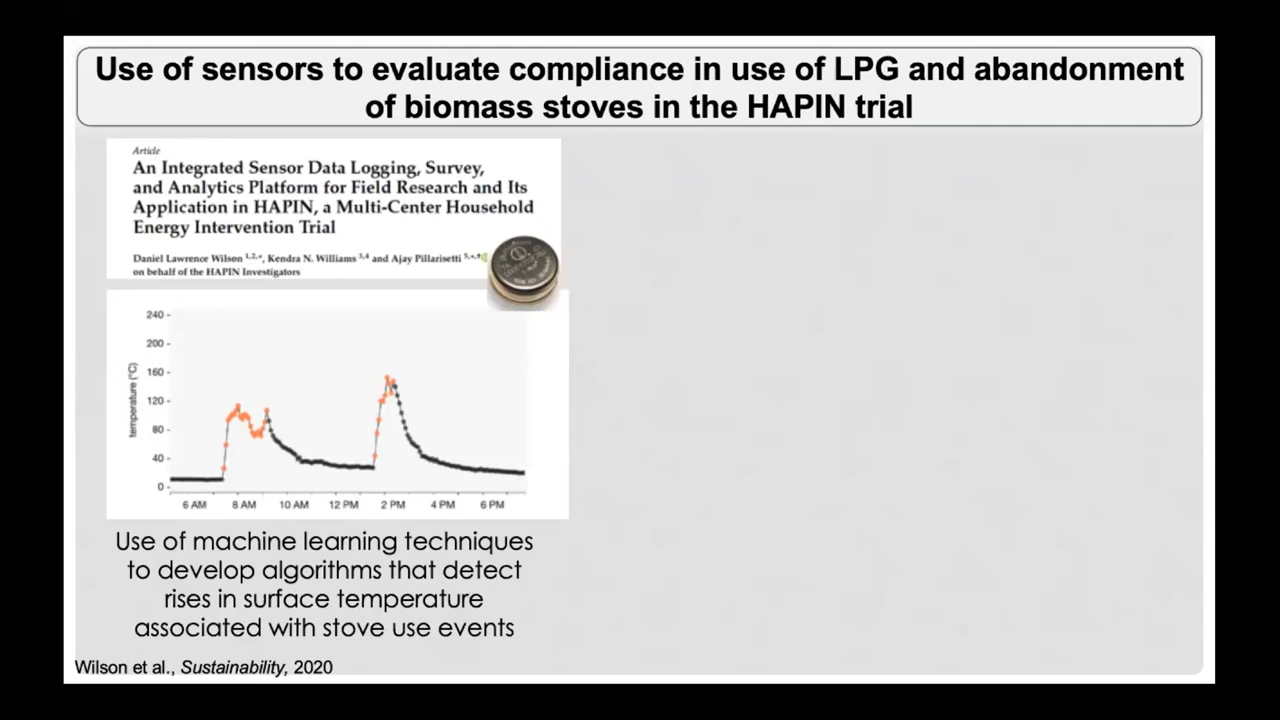 Use of sensors to evaluate compliance in use of LPG and abandonment
of biomass stoves in the HAPIN trial
Article
An Integrated Sensor Data Logging, Survey,
and Analytics Platform for Field Research and Its
Application in HAPIN, a Multi-Center Household
Energy Intervention Trial
Daniel Lawrence Wilson 1,2,*, Kendra N. Williams 3,4 and Ajay Pillarisetti 5,*,†
on behalf of the HAPIN Investigators
240
200
160
120
80
40
0
temperature (°C)
6 AM 8 AM 10 AM 12 PM 2 PM 4 PM 6 PM
Use of machine learning techniques
to develop algorithms that detect
rises in surface temperature
associated with stove use events
Wilson et al., Sustainability, 2020